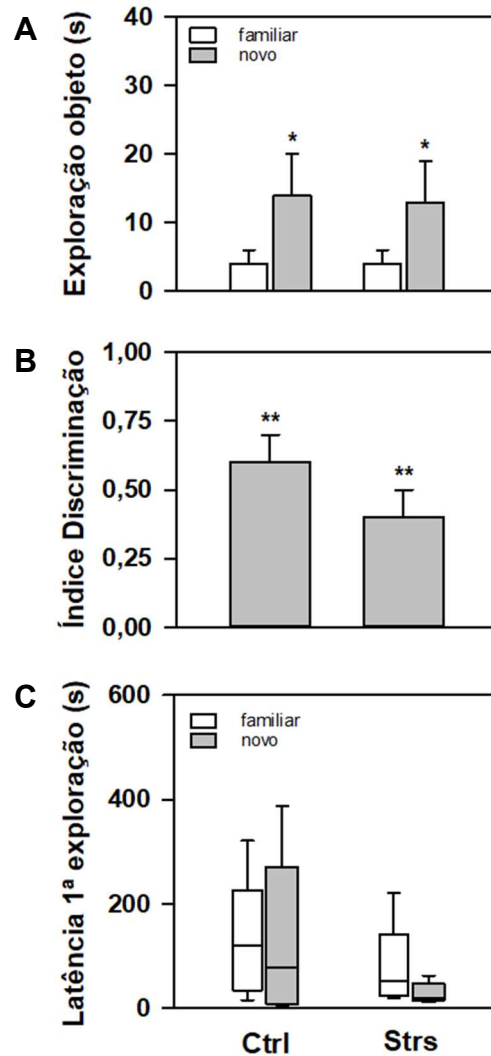 A
Exploração objeto (s)
40
30
20
10
0
familiar
novo
*
*
B
Índice Discriminação
1,00
0,75
0,50
0,25
0,00
**
**
C
Latência 1ª exploração (s)
600
400
200
0
familiar
novo
Ctrl
Strs